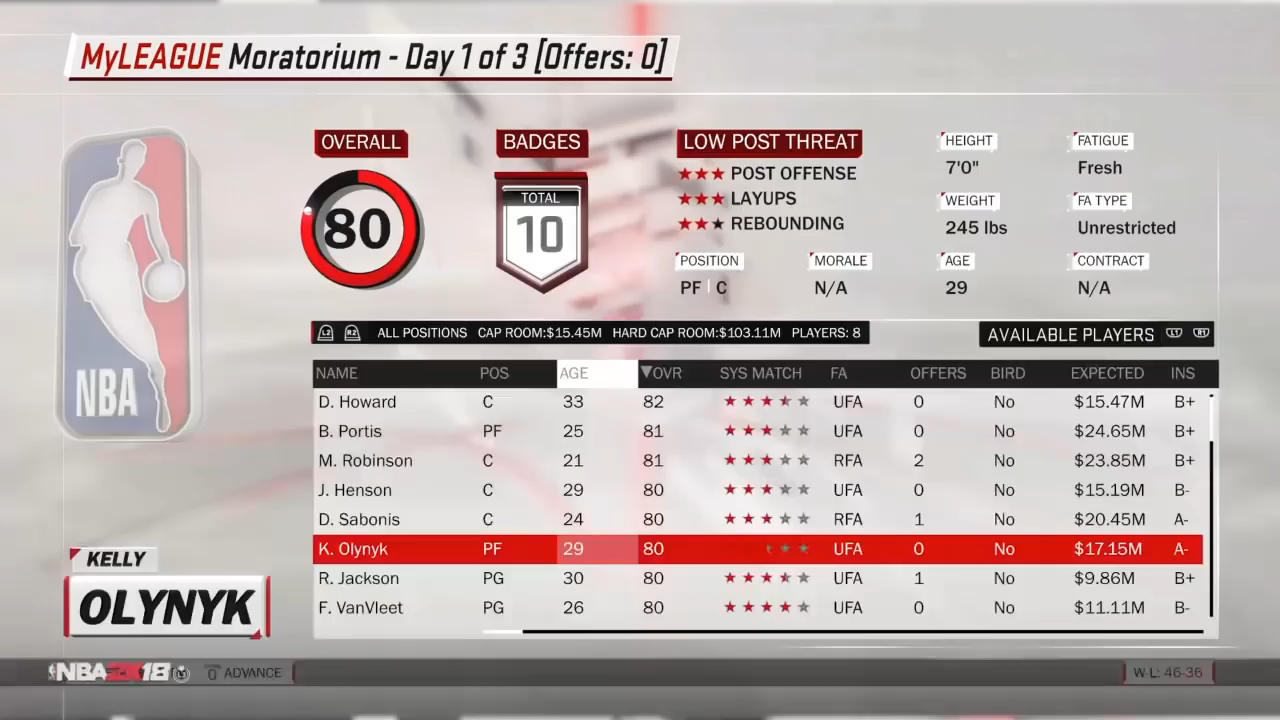 MyLEAGUE Moratorium - Day 1 of 3 [Offers: 0]
OVERALL
80
BADGES
TOTAL
10
LOW POST THREAT
★★★ POST OFFENSE
★★★ LAYUPS
★★★ REBOUNDING
POSITION MORALE
PF | C N/A
HEIGHT FATIGUE
7'0" Fresh
WEIGHT FA TYPE
245 lbs Unrestricted
AGE CONTRACT
29 N/A
NBA
L2 R2 ALL POSITIONS CAP ROOM:$15.45M HARD CAP ROOM:$103.11M PLAYERS: 8
AVAILABLE PLAYERS L1 R1
NAME POS AGE ▼OVR SYS MATCH FA OFFERS BIRD EXPECTED INS
D. Howard C 33 82 ★★★★★ UFA 0 No $15.47M B+
B. Portis PF 25 81 ★★★★★ UFA 0 No $24.65M B+
M. Robinson C 21 81 ★★★★★ RFA 2 No $23.85M B+
J. Henson C 29 80 ★★★★★ UFA 0 No $15.19M B-
D. Sabonis C 24 80 ★★★★★ RFA 1 No $20.45M A-
K. Olynyk PF 29 80 ★★★ UFA 0 No $17.15M A-
R. Jackson PG 30 80 ★★★★★ UFA 1 No $9.86M B+
F. VanVleet PG 26 80 ★★★★★ UFA 0 No $11.11M B-
KELLY
OLYNYK
NBA 2K18 ADVANCE
W-L: 46-36